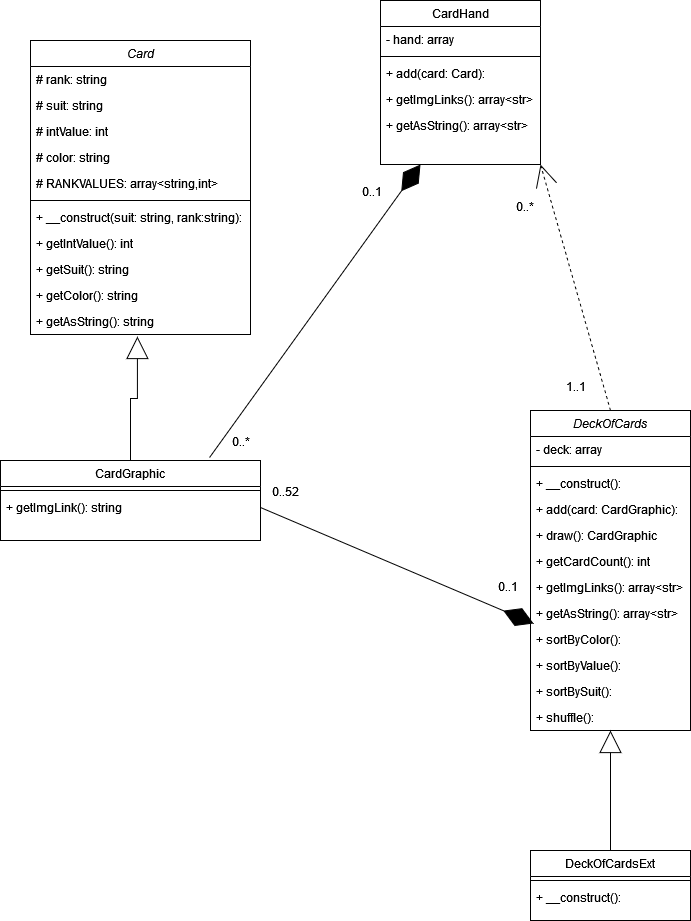 CardHand
- hand: array
+ add(card: Card):
+ getImgLinks(): array<str>
+ getAsString(): array<str>
Card
# rank: string
# suit: string
# intValue: int
# color: string
# RANKVALUES: array<string,int>
+ __construct(suit: string, rank:string):
+ getIntValue(): int
+ getSuit(): string
+ getColor(): string
+ getAsString(): string
0..1
0..*
1..1
0..*
CardGraphic
+ getImgLink(): string
0..52
0..1
DeckOfCards
- deck: array
+ __construct():
+ add(card: CardGraphic):
+ draw(): CardGraphic
+ getCardCount(): int
+ getImgLinks(): array<str>
+ getAsString(): array<str>
+ sortByColor():
+ sortByValue():
+ sortBySuit():
+ shuffle():
DeckOfCardsExt
+ __construct():